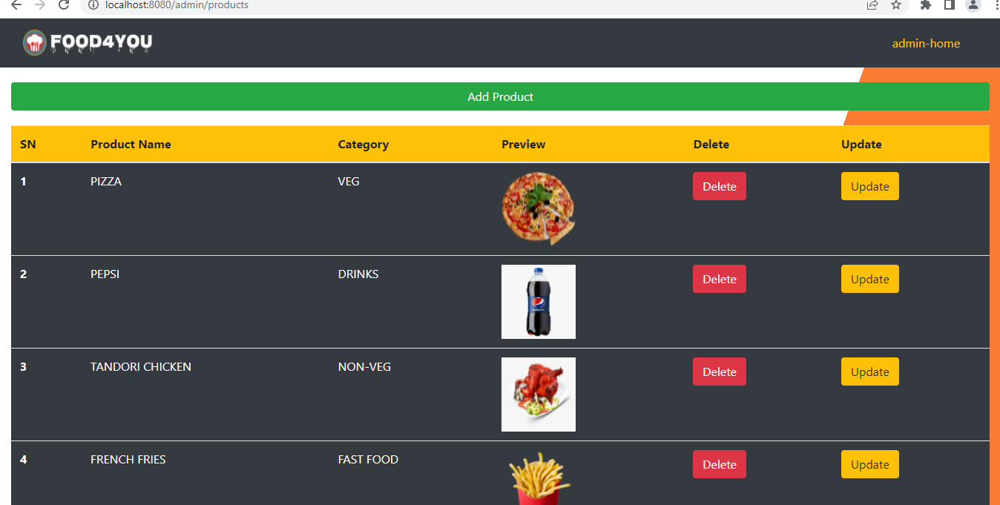 localhost:8080/admin/products
FOOD4YOU
admin-home
Add Product
SN Product Name Category Preview Delete Update
1 PIZZA VEG Delete Update
2 PEPSI DRINKS Delete Update
3 TANDORI CHICKEN NON-VEG Delete Update
4 FRENCH FRIES FAST FOOD Delete Update